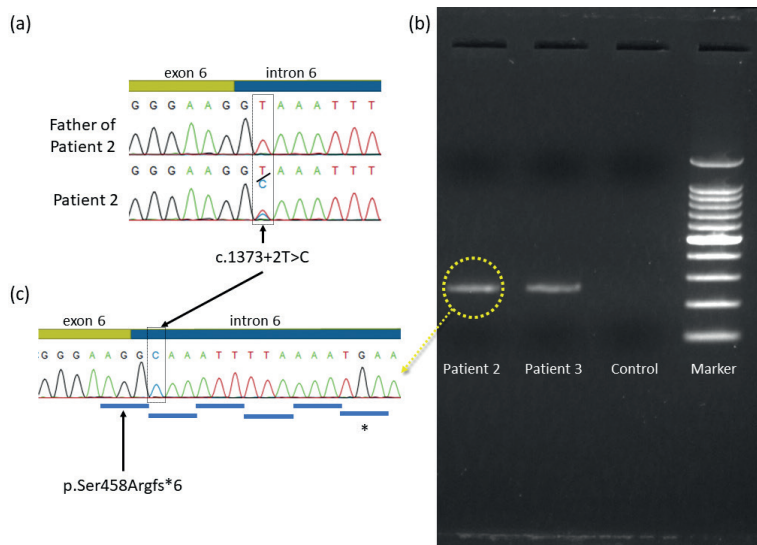 (a)
exon 6 intron 6
G G G A A G G T A A A T T T
Father of
Patient 2
G G G A A G G T A A A T T T
C
Patient 2
c.1373+2T>C
(b)
Patient 2 Patient 3 Control Marker
(c)
exon 6 intron 6
G G G A A G G C A A A T T T T A A A A T G A A
*
p.Ser458Argfs*6